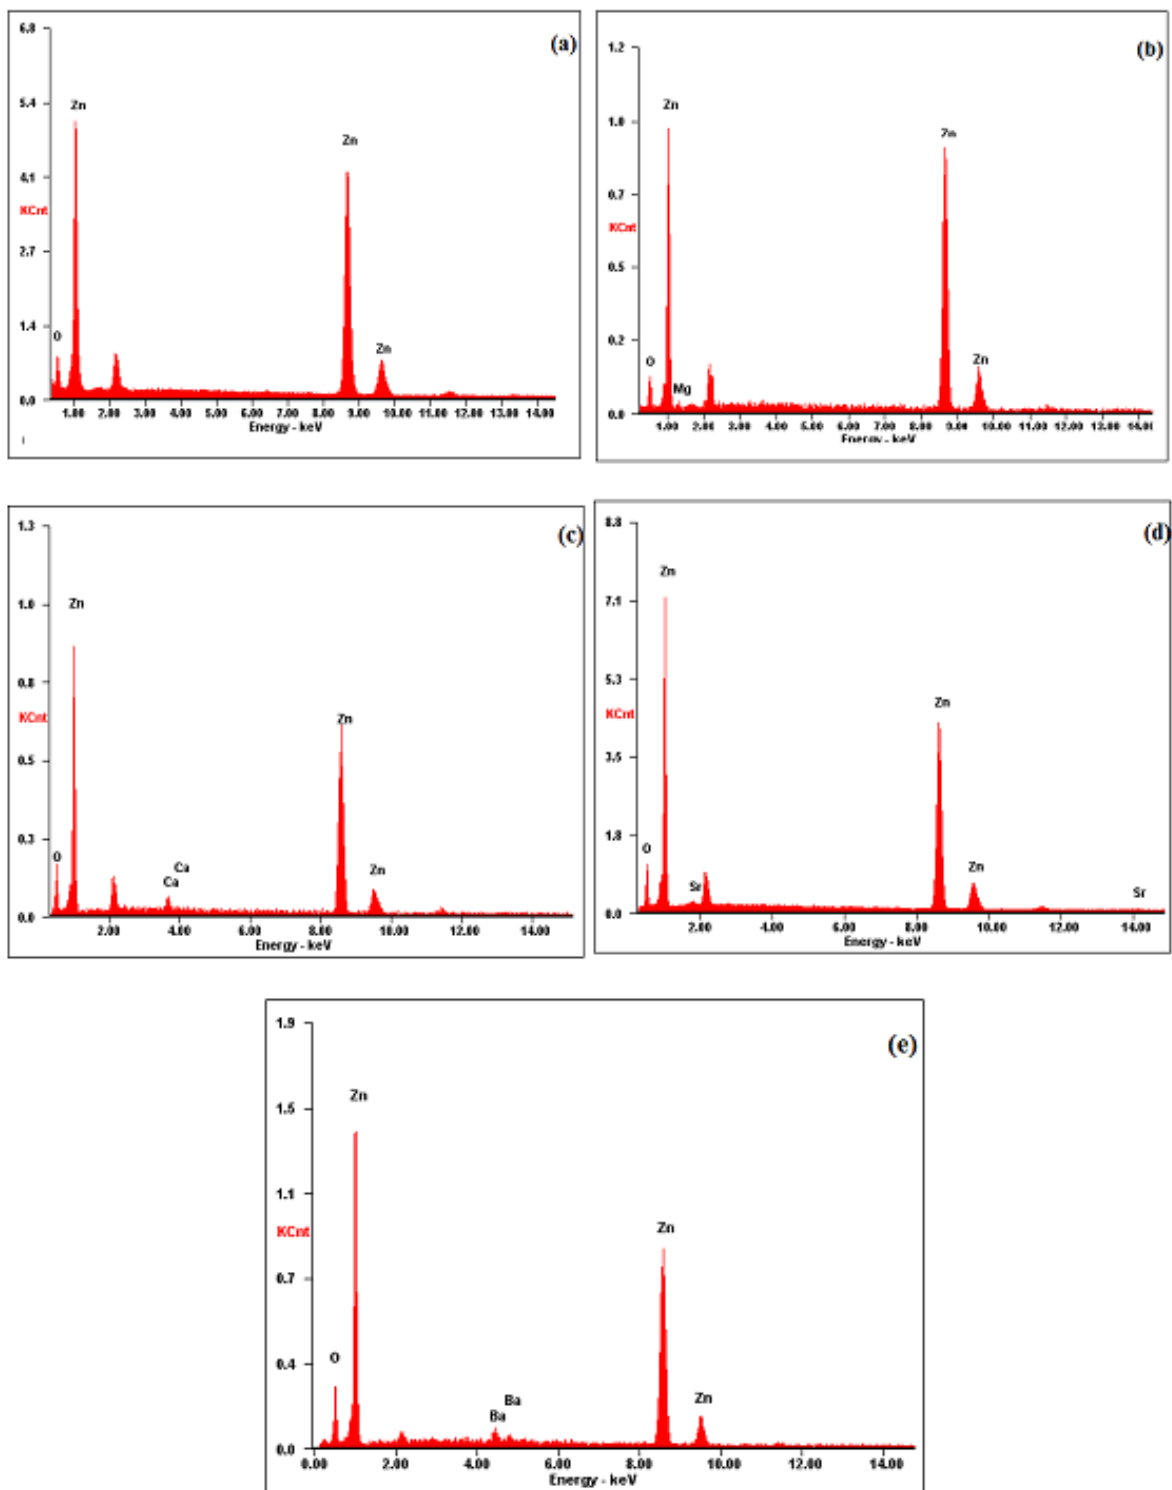 6.8
(a)
Zn
5.4
Zn
4.1
KCnt
2.7
1.4
O
Zn
0.0
1.00 2.00 3.00 4.00 5.00 6.00 7.00 8.00 9.00 10.00 11.00 12.00 13.00 14.00
Energy - keV
1.2
(b)
Zn
1.0
Zn
0.7
KCnt
0.5
0.2
O
Mg
Zn
0.0
1.00 2.00 3.00 4.00 5.00 6.00 7.00 8.00 9.00 10.00 11.00 12.00 13.00 14.00
Energy - keV
1.3
(c)
1.0
Zn
0.8
KCnt
Zn
0.5
0.3
O
Ca
Ca
Zn
0.0
2.00 4.00 6.00 8.00 10.00 12.00 14.00
Energy - keV
8.8
(d)
Zn
7.1
5.3
KCnt
Zn
3.5
1.8
O
Sr
Zn
Sr
0.0
2.00 4.00 6.00 8.00 10.00 12.00 14.00
Energy - keV
1.9
(e)
Zn
1.5
1.1
KCnt
Zn
0.7
0.4
O
Ba
Ba
Zn
0.0
0.00 2.00 4.00 6.00 8.00 10.00 12.00 14.00
Energy - keV